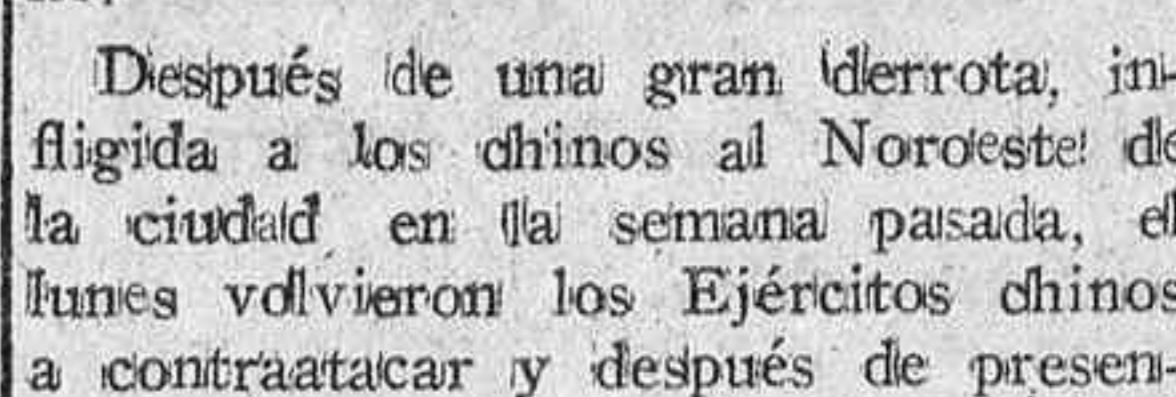 Después de una gran derrota, in-
fligida a los chinos al Noroeste de
la ciudad en la semana pasada, el
lunes volvieron los Ejércitos chinos
a contraatacar y después de presen-